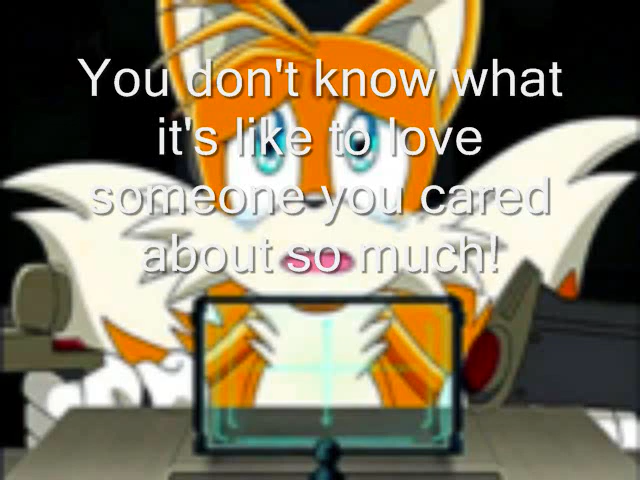 You don't know what
it's like to love
someone you cared
about so much!